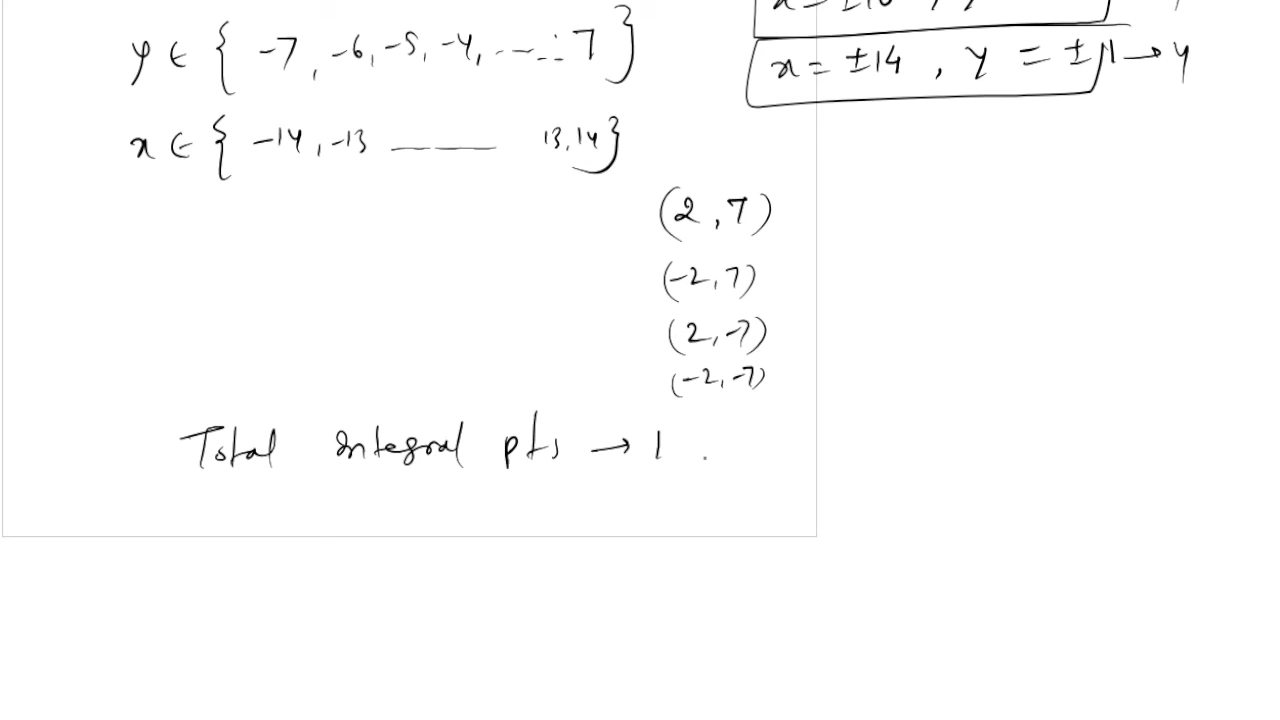 x = ±10 , y
y ∈ { -7, -6, -5, -4, ....: 7 }
x = ±14 , y = ±1 → 4
x ∈ { -14, -13 —— 13, 14 }
(2, 7)
(-2, 7)
(2, -7)
(-2, -7)
Total integral pts → 1 .